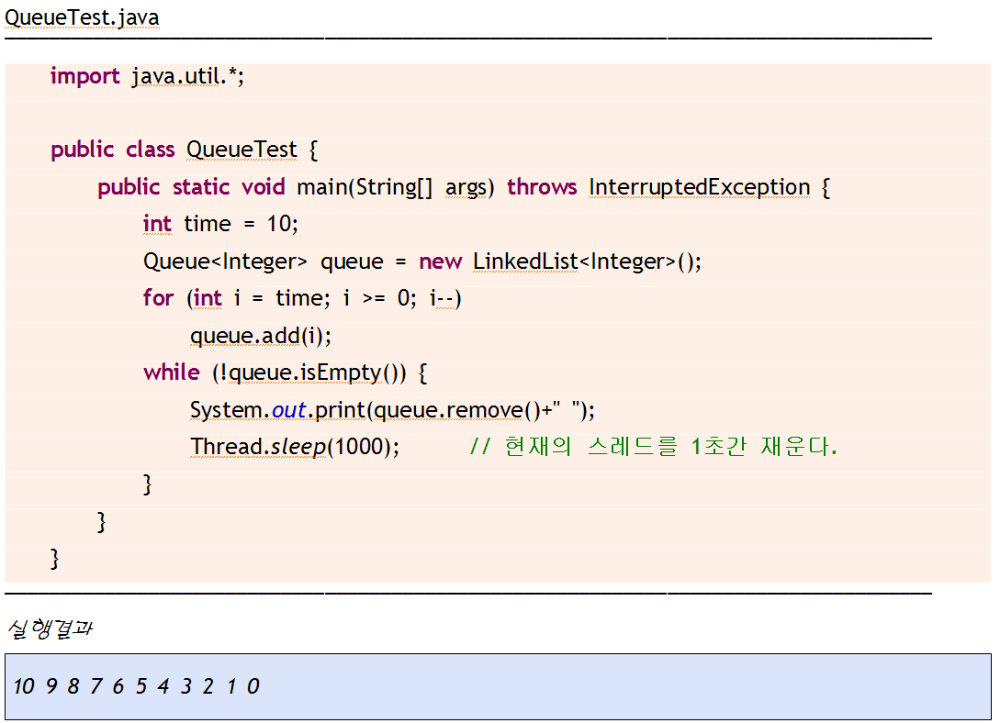 QueueTest.java
import java.util.*;
public class QueueTest {
public static void main(String[] args) throws InterruptedException {
int time = 10;
Queue<Integer> queue = new LinkedList<Integer>();
for (int i = time; i >= 0; i--)
queue.add(i);
while (!queue.isEmpty()) {
System.out.print(queue.remove()+" ");
Thread.sleep(1000); // 현재의 스레드를 1초간 재운다.
}
}
}
실행결과
10 9 8 7 6 5 4 3 2 1 0